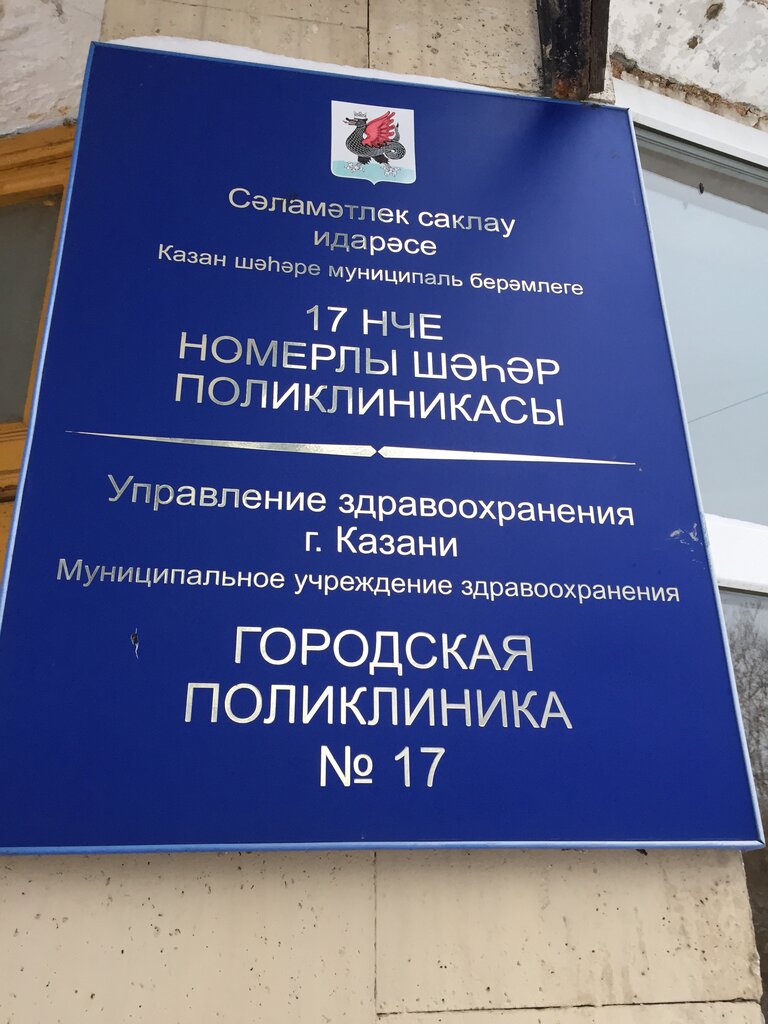 Сәламәтлек саклау
идарәсе
Казан шәһәре муниципаль берәмлеге
17 НЧЕ
НОМЕРЛЫ ШӘҺӘР
ПОЛИКЛИНИКАСЫ
Управление здравоохранения
г. Казани
Муниципальное учреждение здравоохранения
ГОРОДСКАЯ
ПОЛИКЛИНИКА
№ 17